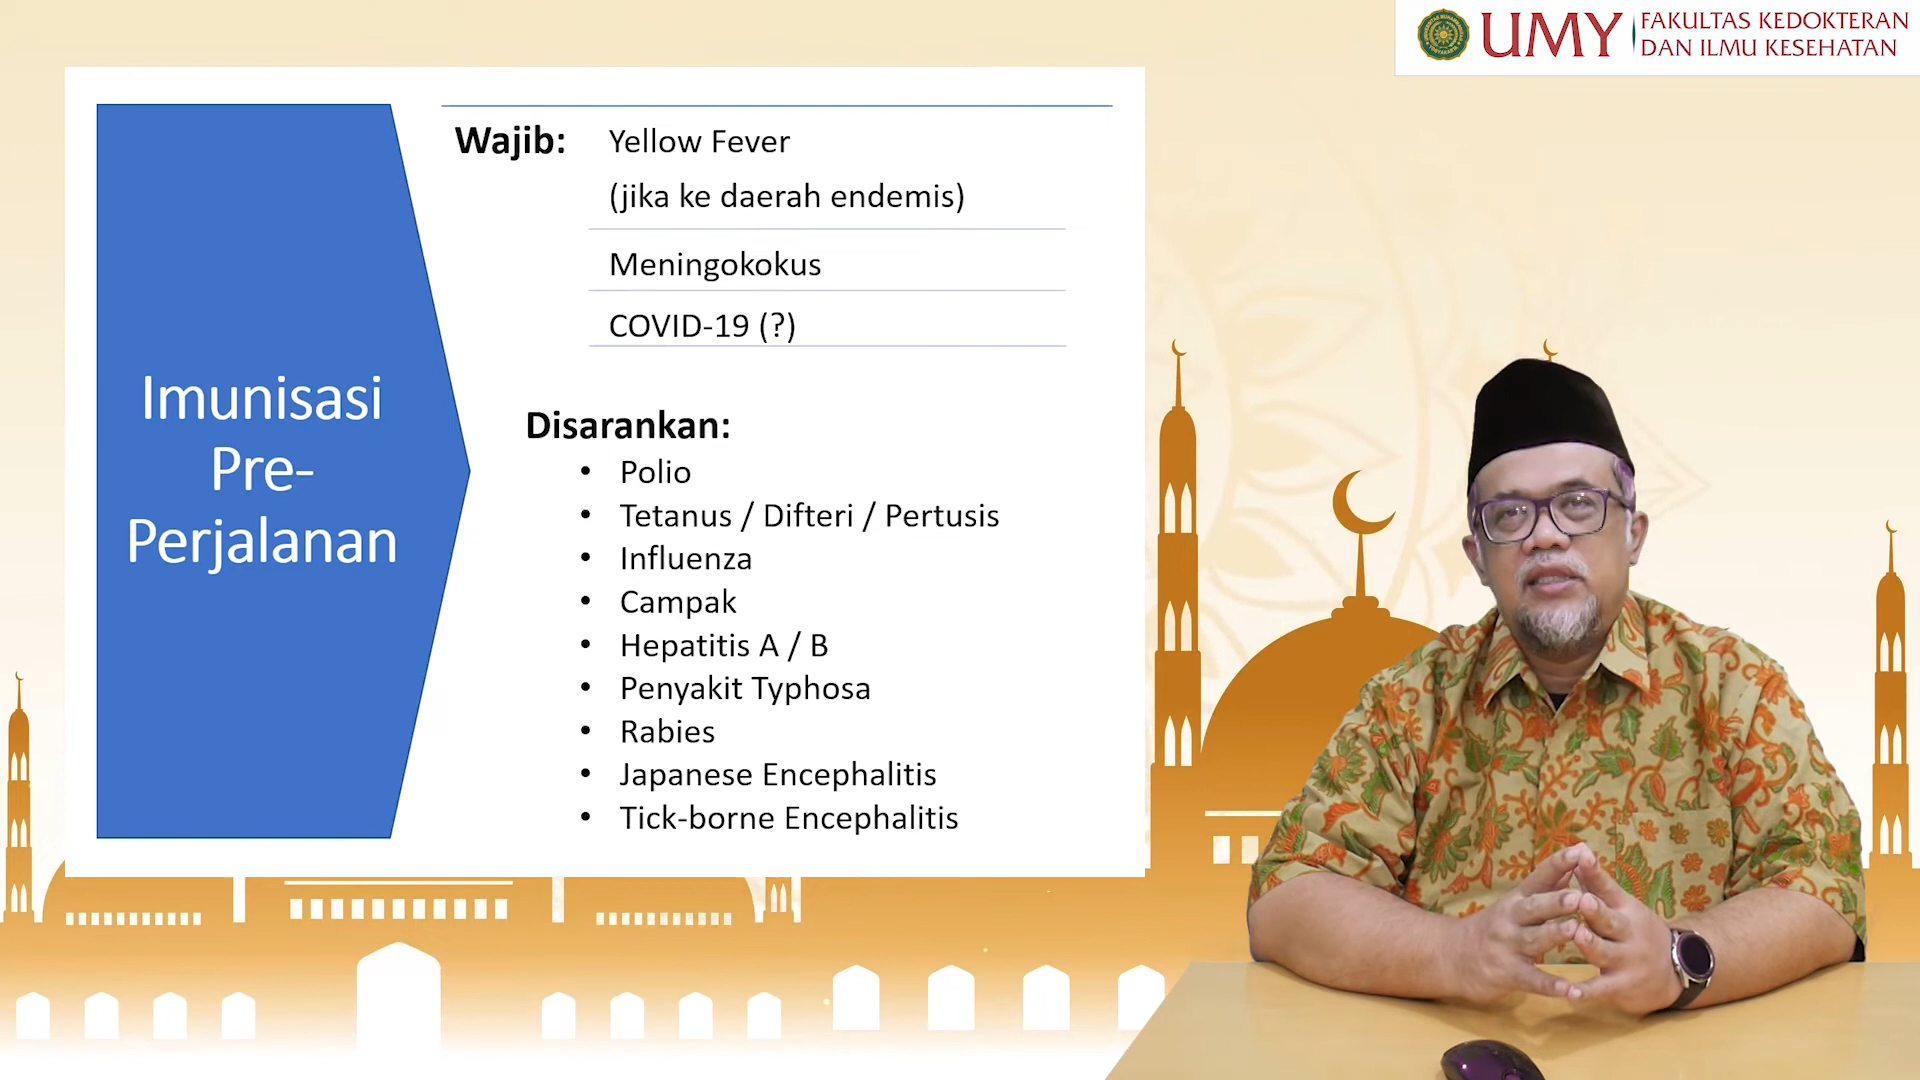 UMY
FAKULTAS KEDOKTERAN
DAN ILMU KESEHATAN
Imunisasi
Pre-
Perjalanan
Wajib:
Yellow Fever
(jika ke daerah endemis)
Meningokokus
COVID-19 (?)
Disarankan:
• Polio
• Tetanus / Difteri / Pertusis
• Influenza
• Campak
• Hepatitis A / B
• Penyakit Typhosa
• Rabies
• Japanese Encephalitis
• Tick-borne Encephalitis